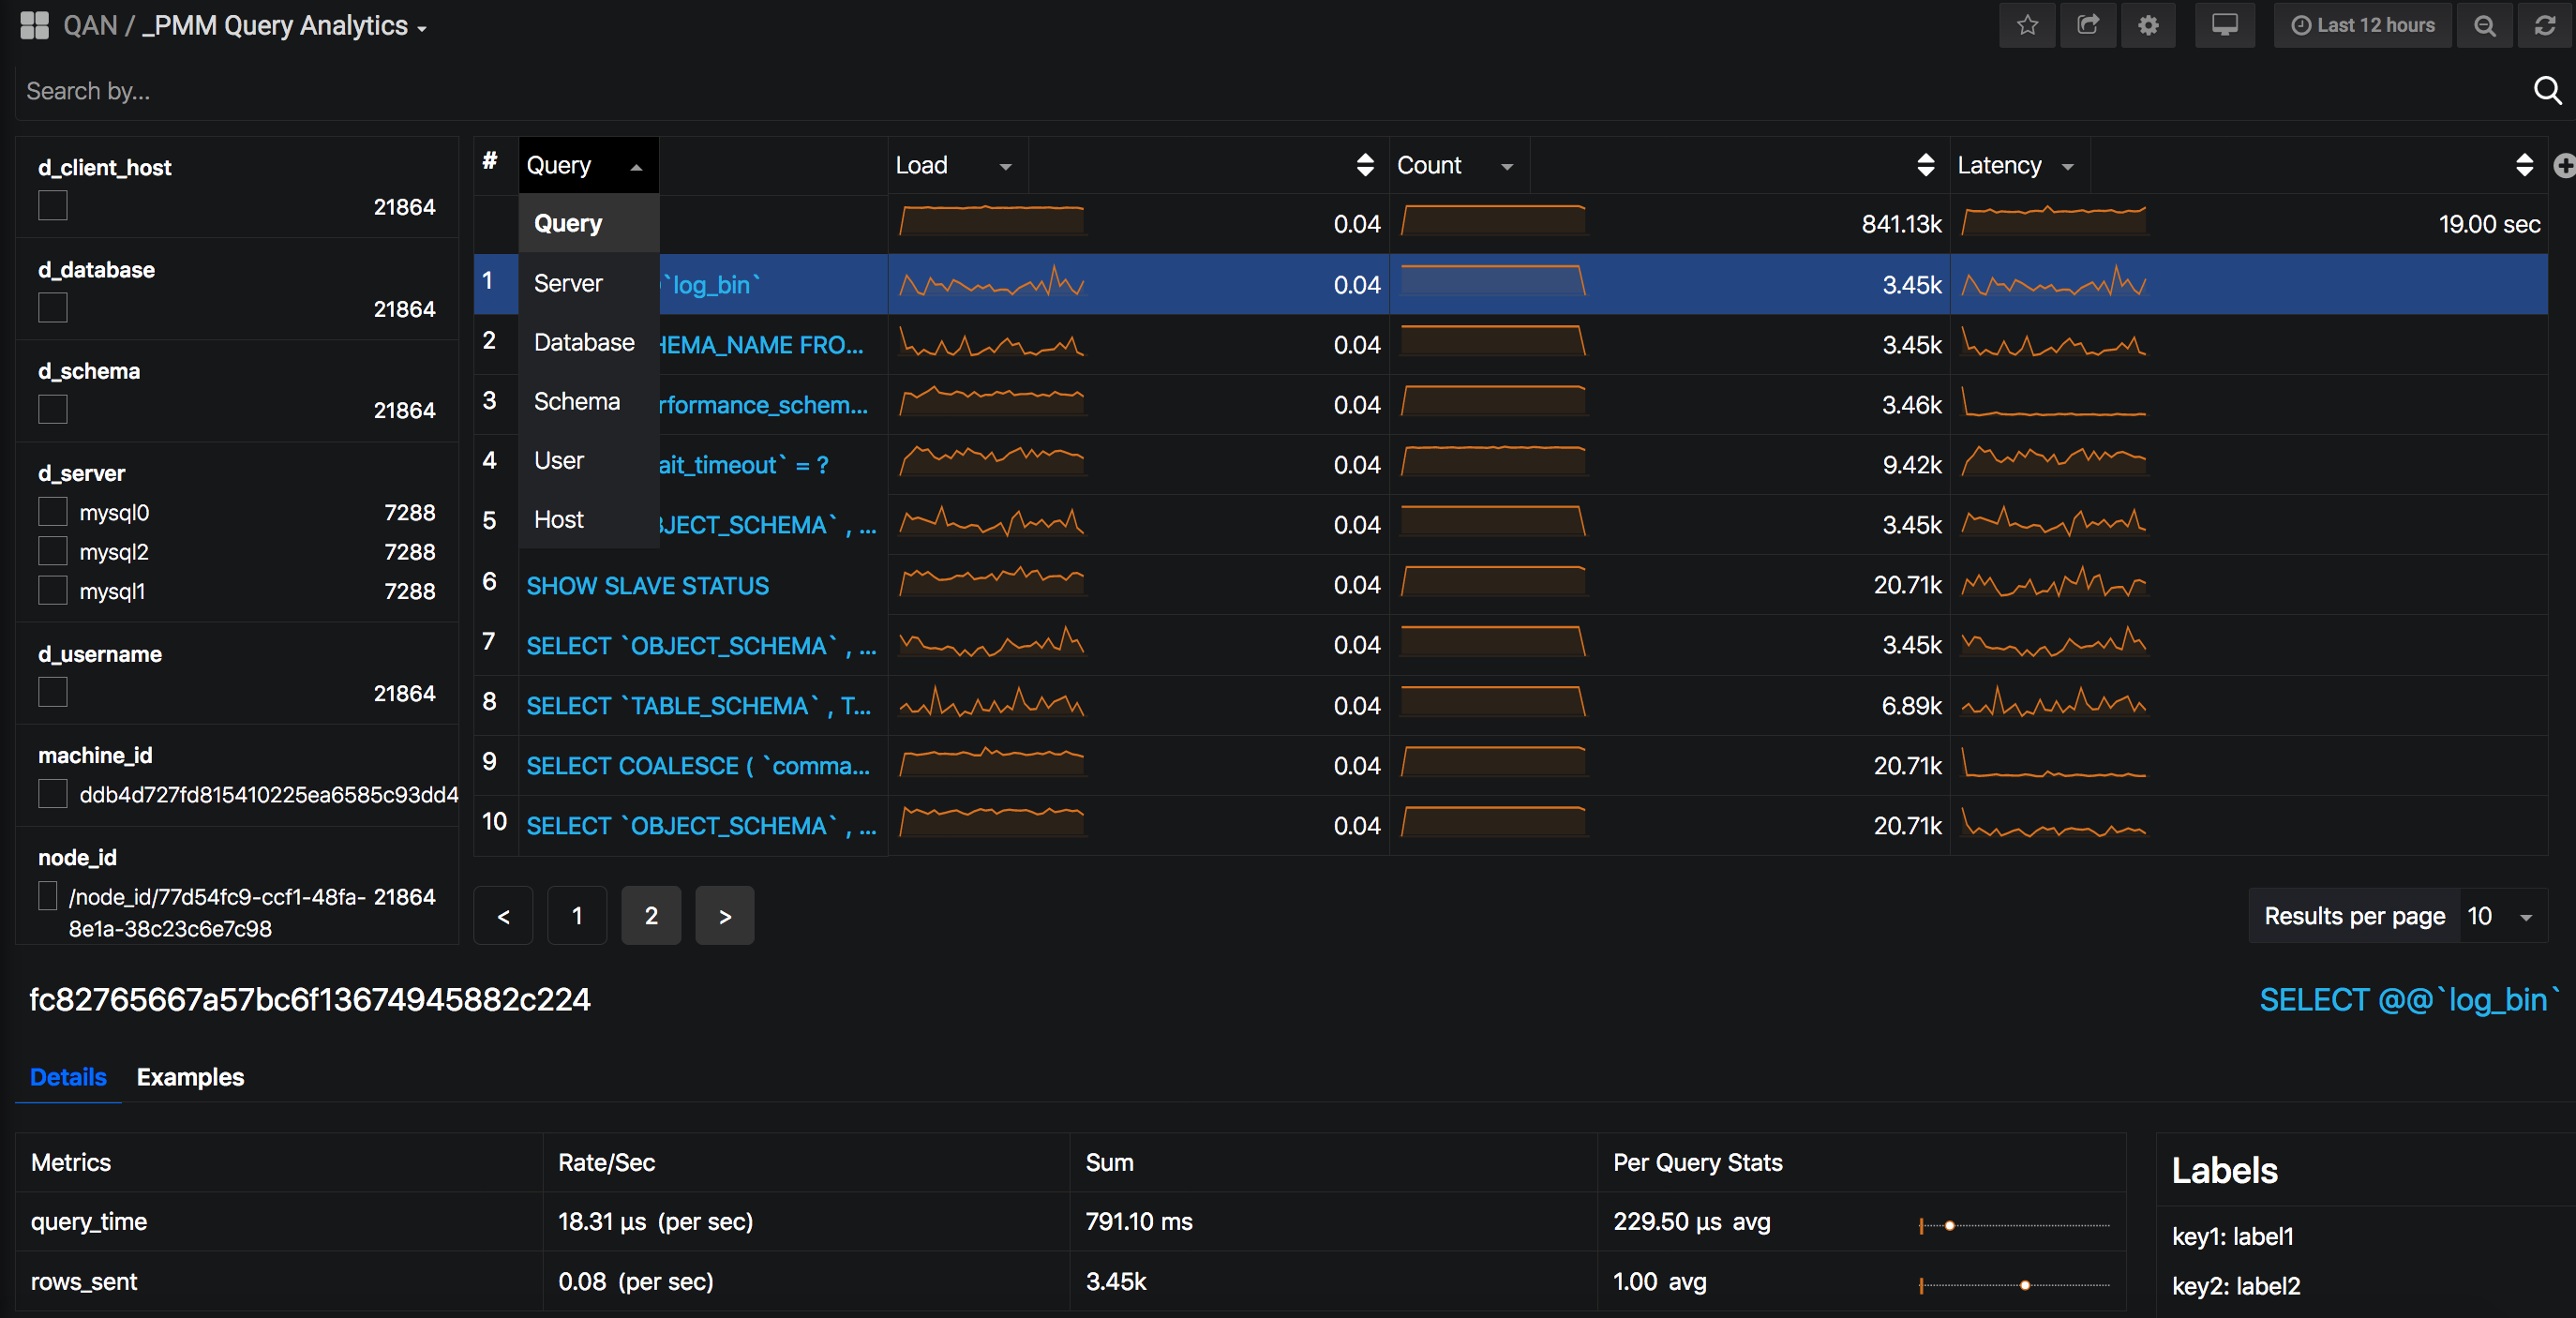 QAN / _PMM Query Analytics
Last 12 hours
Search by...
d_client_host
21864
d_database
21864
d_schema
21864
d_server
mysql0 7288
mysql2 7288
mysql1 7288
d_username
21864
machine_id
ddb4d727fd815410225ea6585c93dd4
node_id
/node_id/77d54fc9-ccf1-48fa- 21864
8e1a-38c23c6e7c98
# Query Load Count Latency
Query
Server
Database
Schema
User
Host
0.04 841.13k 19.00 sec
1 `log_bin` 0.04 3.45k
2 HEMA_NAME FRO... 0.04 3.45k
3 rformance_schem... 0.04 3.46k
4 ait_timeout` = ? 0.04 9.42k
5 BJECT_SCHEMA` , ... 0.04 3.45k
6 SHOW SLAVE STATUS 0.04 20.71k
7 SELECT `OBJECT_SCHEMA` , ... 0.04 3.45k
8 SELECT `TABLE_SCHEMA` , T... 0.04 6.89k
9 SELECT COALESCE ( `comma... 0.04 20.71k
10 SELECT `OBJECT_SCHEMA` , ... 0.04 20.71k
< 1 2 >
Results per page 10
fc82765667a57bc6f13674945882c224
SELECT @@`log_bin`
Details Examples
Metrics Rate/Sec Sum Per Query Stats
query_time 18.31 µs (per sec) 791.10 ms 229.50 µs avg
rows_sent 0.08 (per sec) 3.45k 1.00 avg
Labels
key1: label1
key2: label2